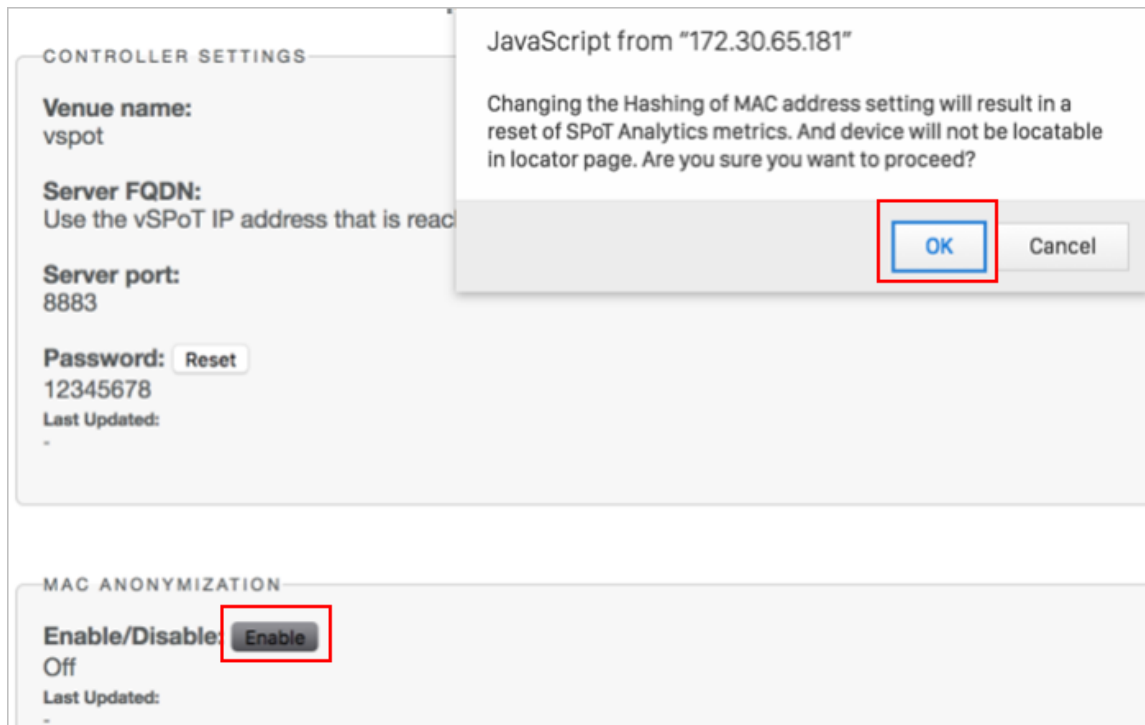 CONTROLLER SETTINGS
Venue name:
vspot
Server FQDN:
Use the vSPoT IP address that is reac
Server port:
8883
Password: Reset
12345678
Last Updated:
-
JavaScript from “172.30.65.181”
Changing the Hashing of MAC address setting will result in a
reset of SPoT Analytics metrics. And device will not be locatable
in locator page. Are you sure you want to proceed?
OK Cancel
MAC ANONYMIZATION
Enable/Disable: Enable
Off
Last Updated:
-